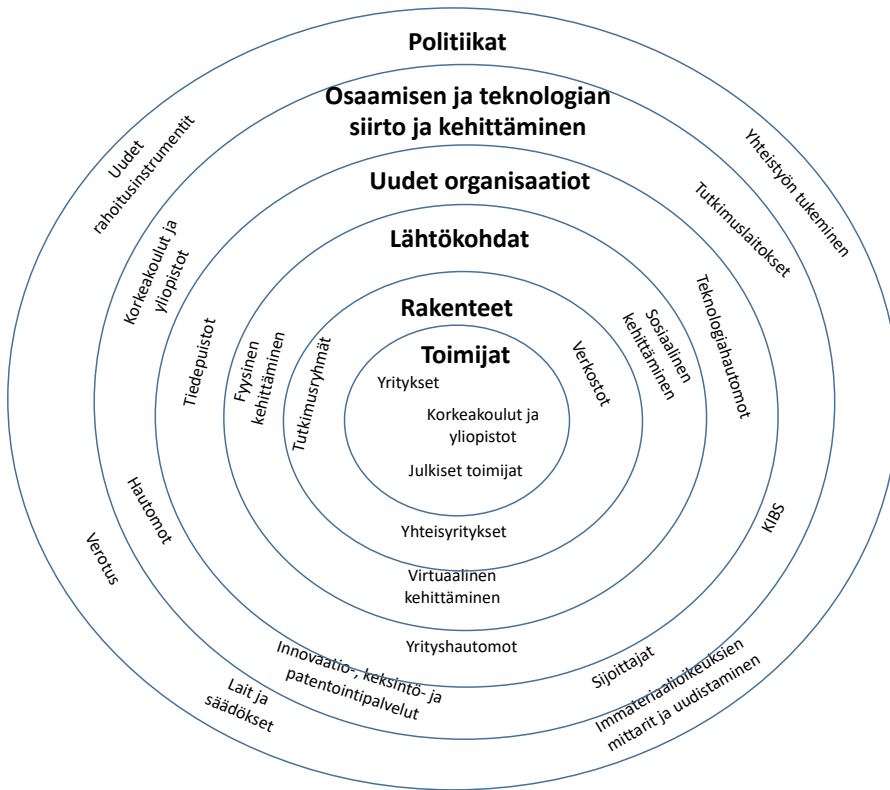 Politiikat
Osaamisen ja teknologian
siirto ja kehittäminen
Uudet
rahoitusinstrumentit
Yhteistyön tukeminen
Uudet organisaatiot
Tutkimuslaitokset
Korkeakoulut ja
yliopistot
Lähtökohdat
Teknologiahautomot
Tiedepuistot
Rakenteet
Fyysinen
kehittäminen
Sosiaalinen
kehittäminen
Toimijat
Tutkimusryhmät
Verkostot
Yritykset
Korkeakoulut ja
yliopistot
Julkiset toimijat
Hautomot
KIBS
Verotus
Yhteisyritykset
Virtuaalinen
kehittäminen
Yrityshautomot
Innovaatio-, keksintö- ja
patentointipalvelut
Sijoittajat
Lait ja
säädökset
Immateriaalioikeuksien
mittarit ja uudistaminen